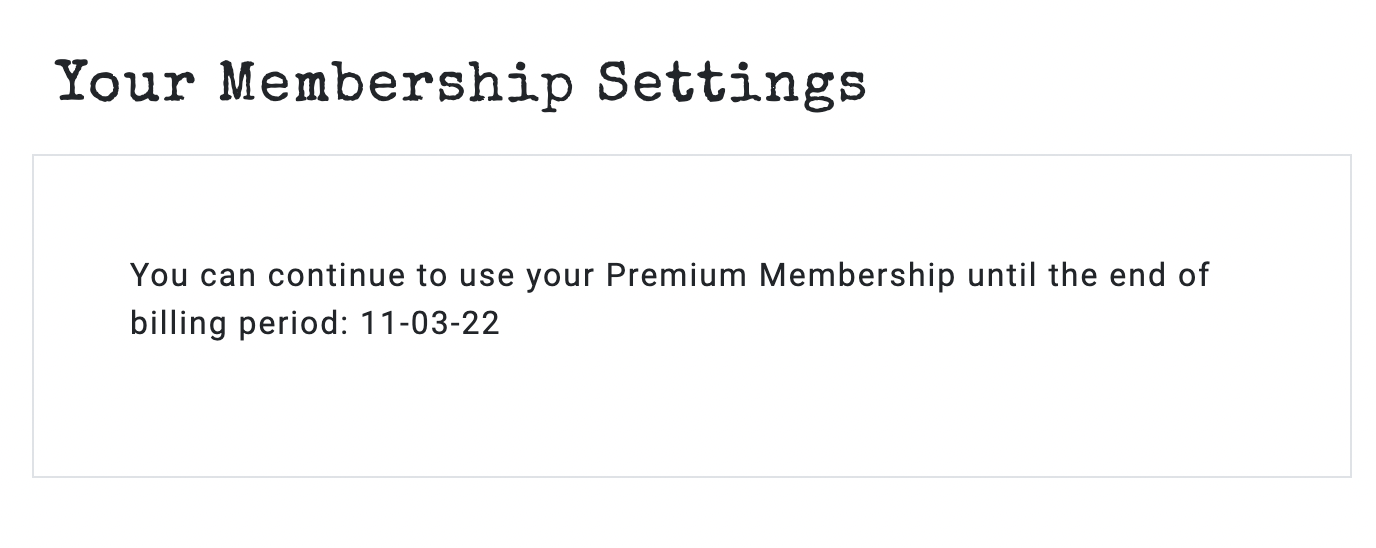 Your Membership Settings
You can continue to use your Premium Membership until the end of
billing period: 11-03-22